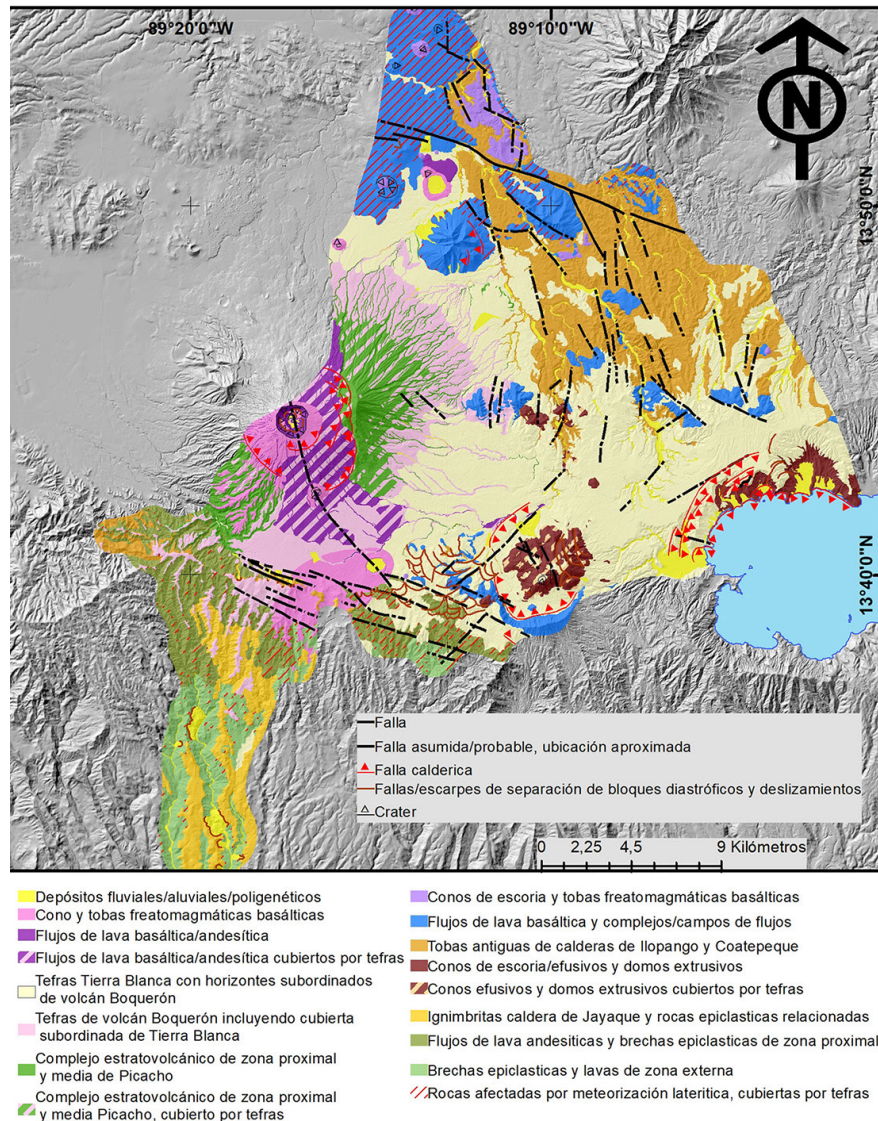 89°20'0"W
89°10'0"W
N
13°50'0"N
13°40'0"N
Falla
Falla asumida/probable, ubicación aproximada
Falla calderica
Fallas/escarpes de separación de bloques diastróficos y deslizamientos
Crater
0 2,25 4,5 9 Kilómetros
Depósitos fluviales/aluviales/poligenéticos
Cono y tobas freatomagmáticas basálticas
Flujos de lava basáltica/andesítica
Flujos de lava basáltica/andesítica cubiertos por tefras
Tefras Tierra Blanca con horizontes subordinados
de volcán Boquerón
Tefras de volcán Boquerón incluyendo cubierta
subordinada de Tierra Blanca
Complejo estratovolcánico de zona proximal
y media de Picacho
Complejo estratovolcánico de zona proximal
y media Picacho, cubierto por tefras
Conos de escoria y tobas freatomagmáticas basálticas
Flujos de lava basáltica y complejos/campos de flujos
Tobas antiguas de calderas de Ilopango y Coatepeque
Conos de escoria/efusivos y domos extrusivos
Conos efusivos y domos extrusivos cubiertos por tefras
Ignimbritas caldera de Jayaque y rocas epiclasticas relacionadas
Flujos de lava andesiticas y brechas epiclasticas de zona proximal
Brechas epiclasticas y lavas de zona externa
Rocas afectadas por meteorización lateritica, cubiertas por tefras